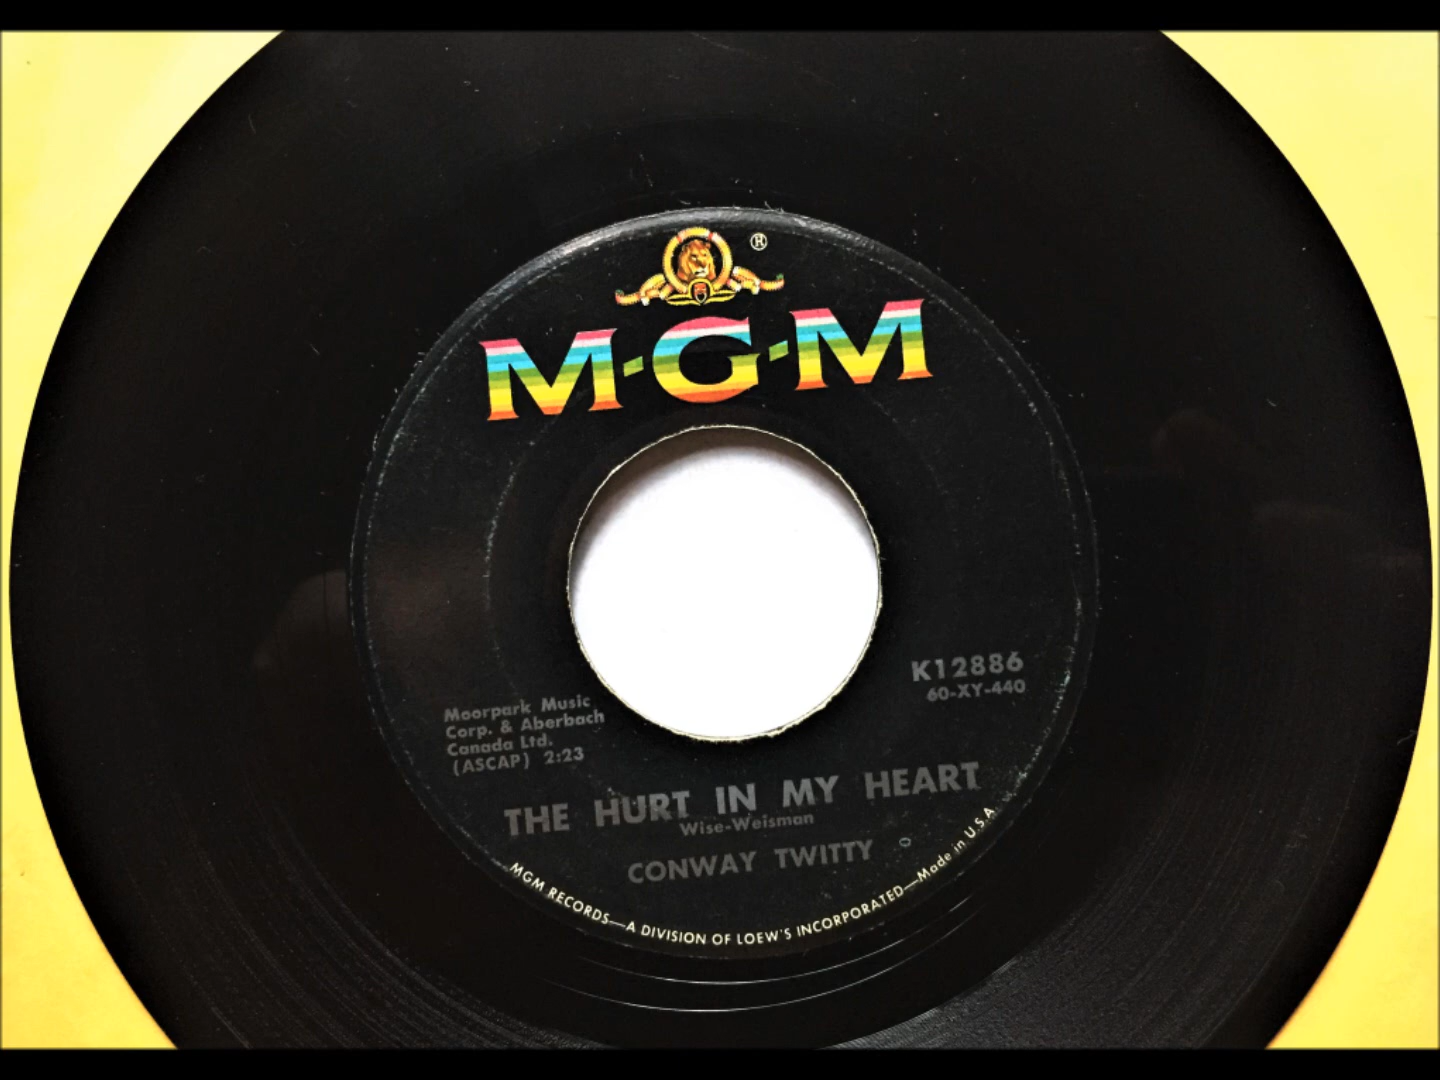 ®
M-G-M
K12886
60-XY-440
Moorpark Music
Corp. & Aberbach
Canada Ltd.
(ASCAP) 2:23
THE HURT IN MY HEART
Wise-Weisman
CONWAY TWITTY
MGM RECORDS—A DIVISION OF LOEW'S INCORPORATED—Made in U.S.A.